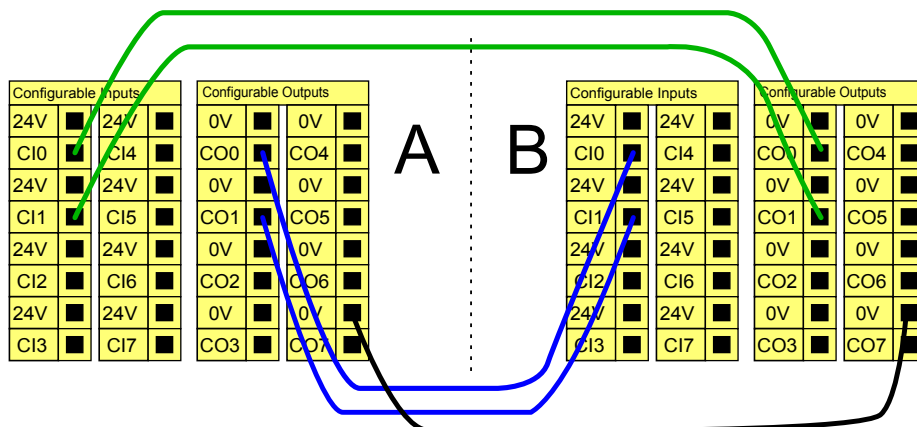 Configurable Inputs
24V 24V
CI0 CI4
24V 24V
CI1 CI5
24V 24V
CI2 CI6
24V 24V
CI3 CI7
Configurable Outputs
0V 0V
CO0 CO4
0V 0V
CO1 CO5
0V 0V
CO2 CO6
0V 0V
CO3 CO7
A
B
Configurable Inputs
24V 24V
CI0 CI4
24V 24V
CI1 CI5
24V 24V
CI2 CI6
24V 24V
CI3 CI7
Configurable Outputs
0V 0V
CO0 CO4
0V 0V
CO1 CO5
0V 0V
CO2 CO6
0V 0V
CO3 CO7